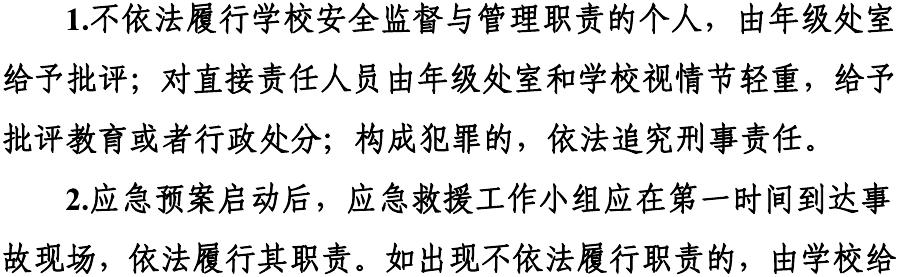 1.不依法履行学校安全监督与管理职责的个人，由年级处室
给予批评；对直接责任人员由年级处室和学校视情节轻重，给予
批评教育或者行政处分；构成犯罪的，依法追究刑事责任。
2.应急预案启动后，应急救援工作小组应在第一时间到达事
故现场，依法履行其职责。如出现不依法履行职责的，由学校给